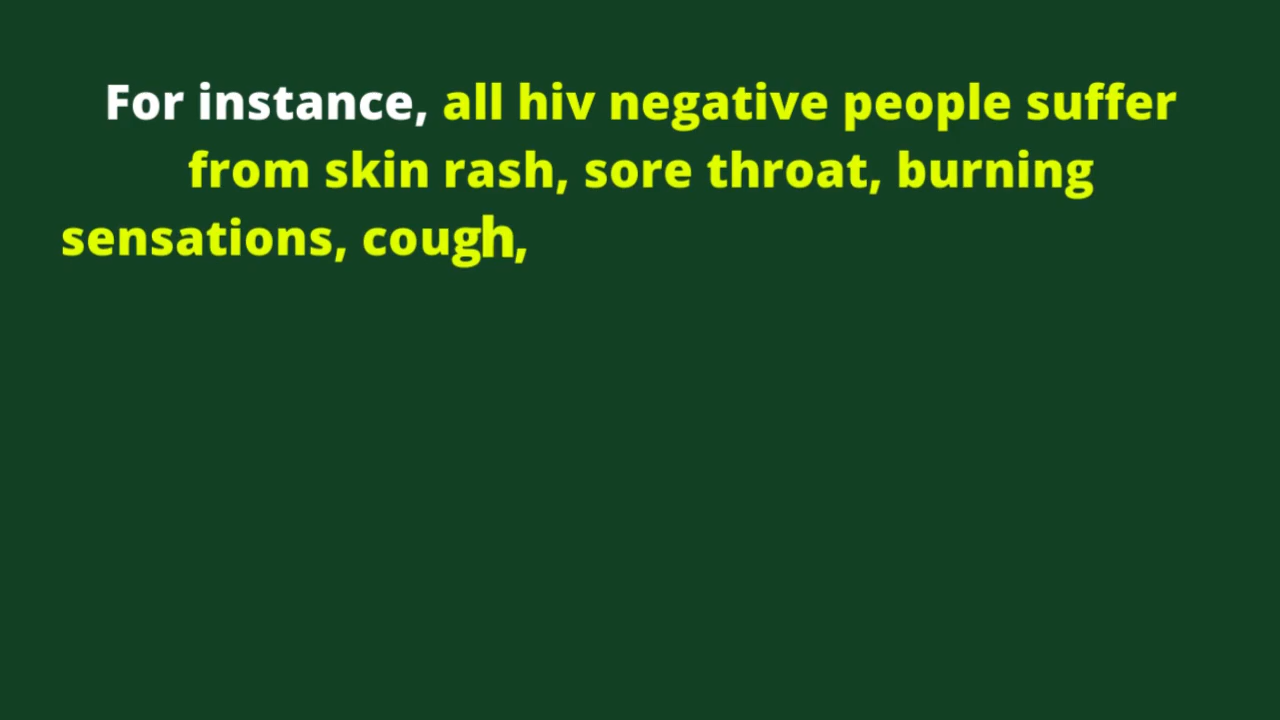 For instance, all hiv negative people suffer
from skin rash, sore throat, burning
sensations, cough,